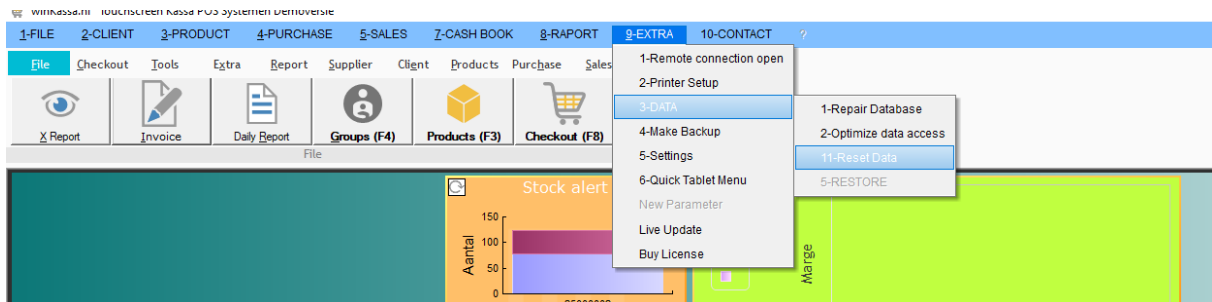 winkassa.nl Touchscreen Kassa POS Systemen Demoversie
1-FILE 2-CLIENT 3-PRODUCT 4-PURCHASE 5-SALES 7-CASH BOOK 8-RAPORT 9-EXTRA 10-CONTACT ?
File Checkout Tools Extra Report Supplier Client Products Purchase Sales
X Report Invoice Daily Report Groups (F4) Products (F3) Checkout (F8)
File
1-Remote connection open
2-Printer Setup
3-DATA
4-Make Backup
5-Settings
6-Quick Tablet Menu
New Parameter
Live Update
Buy License
1-Repair Database
2-Optimize data access
11-Reset Data
5-RESTORE
Stock alert
150
100
50
0
Aantal
Marge